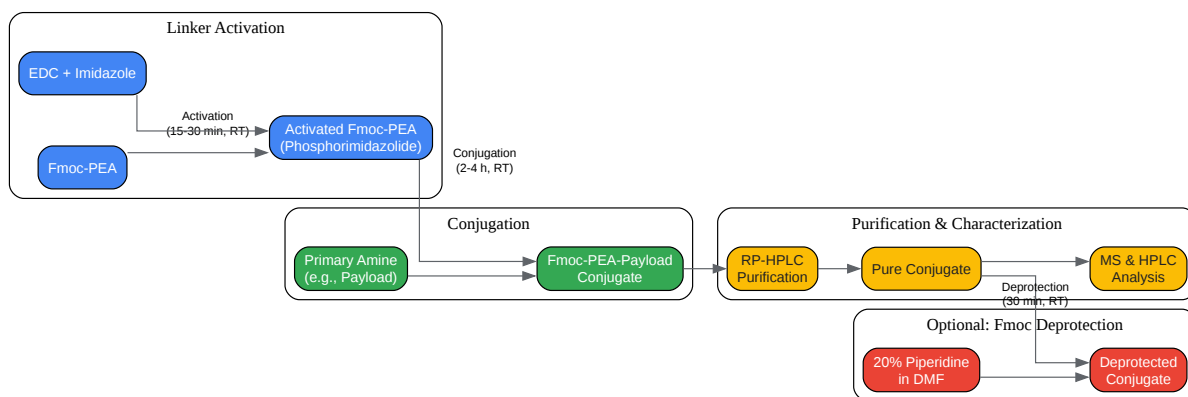 Linker Activation
EDC + Imidazole
Activation
(15-30 min, RT)
Activated Fmoc-PEA
(Phosphorimidazolide)
Fmoc-PEA
Conjugation
(2-4 h, RT)
Conjugation
Primary Amine
(e.g., Payload)
Fmoc-PEA-Payload
Conjugate
Purification & Characterization
RP-HPLC
Purification
Pure Conjugate
MS & HPLC
Analysis
Deprotection
(30 min, RT)
Optional: Fmoc Deprotection
20% Piperidine
in DMF
Deprotected
Conjugate